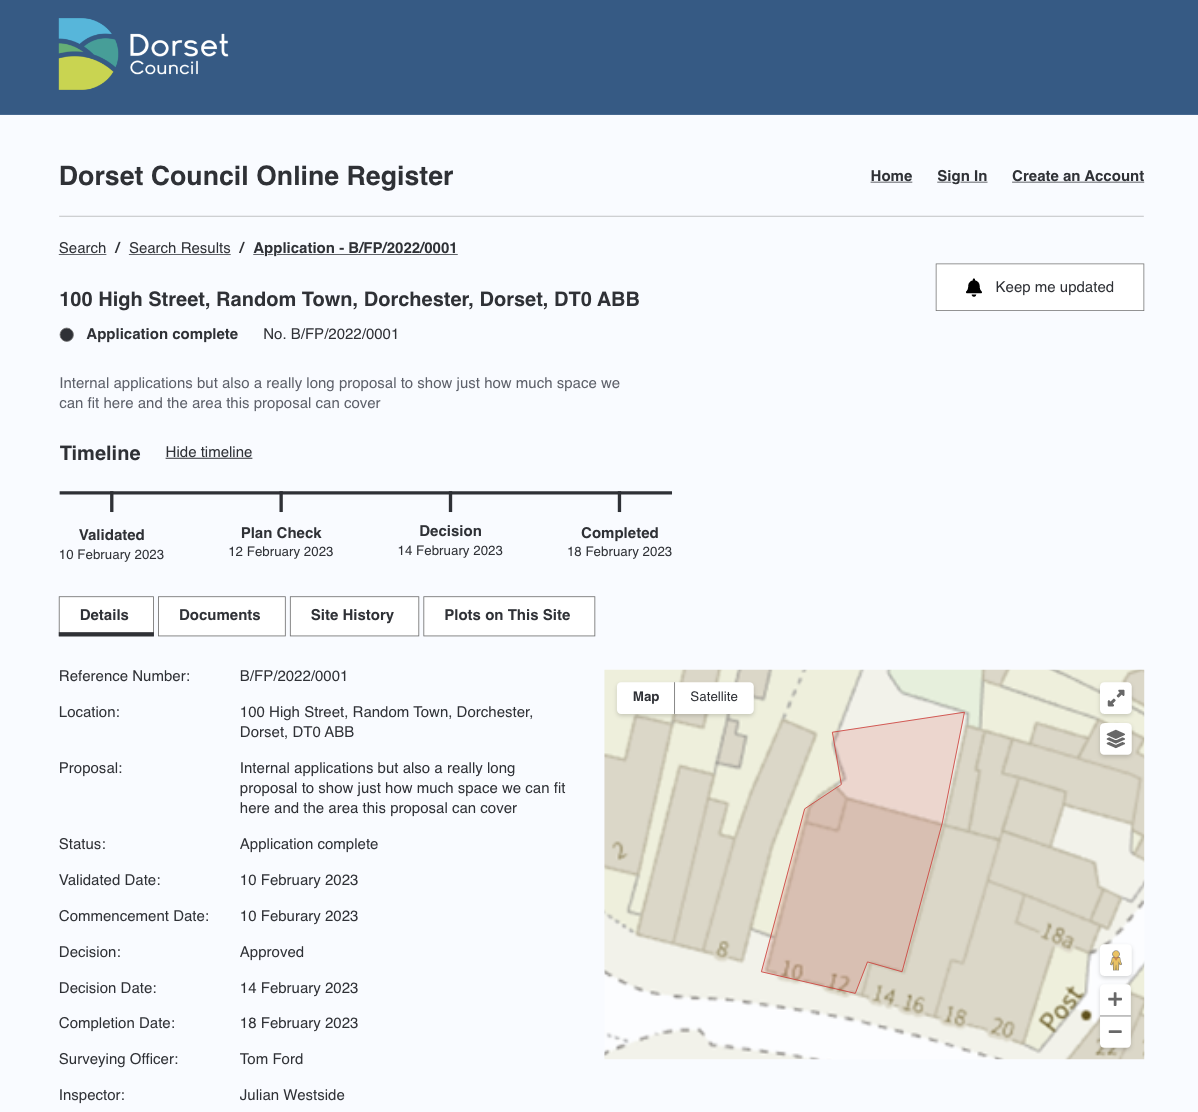 Dorset
Council
Dorset Council Online Register
Home
Sign In
Create an Account
Search / Search Results / Application - B/FP/2022/0001
Keep me updated
100 High Street, Random Town, Dorchester, Dorset, DT0 ABB
Application complete
No. B/FP/2022/0001
Internal applications but also a really long proposal to show just how much space we
can fit here and the area this proposal can cover
Timeline
Hide timeline
Validated
10 February 2023
Plan Check
12 February 2023
Decision
14 February 2023
Completed
18 February 2023
Details
Documents
Site History
Plots on This Site
Reference Number:
B/FP/2022/0001
Location:
100 High Street, Random Town, Dorchester,
Dorset, DT0 ABB
Proposal:
Internal applications but also a really long
proposal to show just how much space we can fit
here and the area this proposal can cover
Status:
Application complete
Validated Date:
10 February 2023
Commencement Date:
10 Feburary 2023
Decision:
Approved
Decision Date:
14 February 2023
Completion Date:
18 February 2023
Surveying Officer:
Tom Ford
Inspector:
Julian Westside
Map
Satellite
2
8
10
12
14
16
18
20
18a
Post
22
+
−